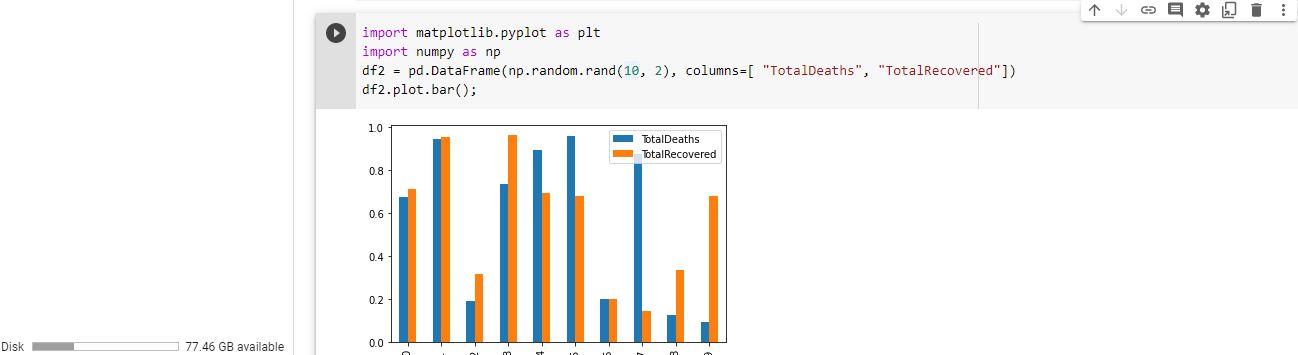 import matplotlib.pyplot as plt
import numpy as np
df2 = pd.DataFrame(np.random.rand(10, 2), columns=[ "TotalDeaths", "TotalRecovered"])
df2.plot.bar();
1.0
TotalDeaths
TotalRecovered
0.8
0.6
0.4
0.2
0.0
0 1 2 3 4 5 6 7 8 9
Disk 77.46 GB available